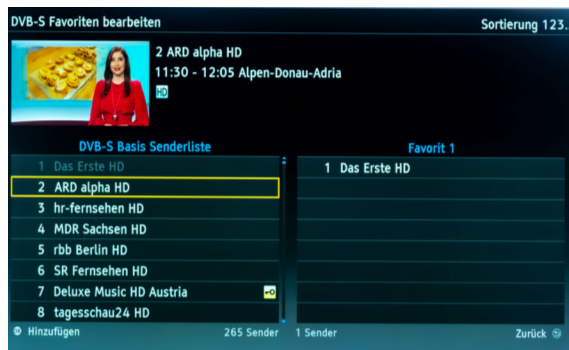 DVB-S Favoriten bearbeiten
Sortierung 123..
2 ARD alpha HD
11:30 - 12:05 Alpen-Donau-Adria
HD
DVB-S Basis Senderliste
1 Das Erste HD
2 ARD alpha HD
3 hr-fernsehen HD
4 MDR Sachsen HD
5 rbb Berlin HD
6 SR Fernsehen HD
7 Deluxe Music HD Austria
8 tagesschau24 HD
Hinzufügen
265 Sender
Favorit 1
1 Das Erste HD
1 Sender
Zurück